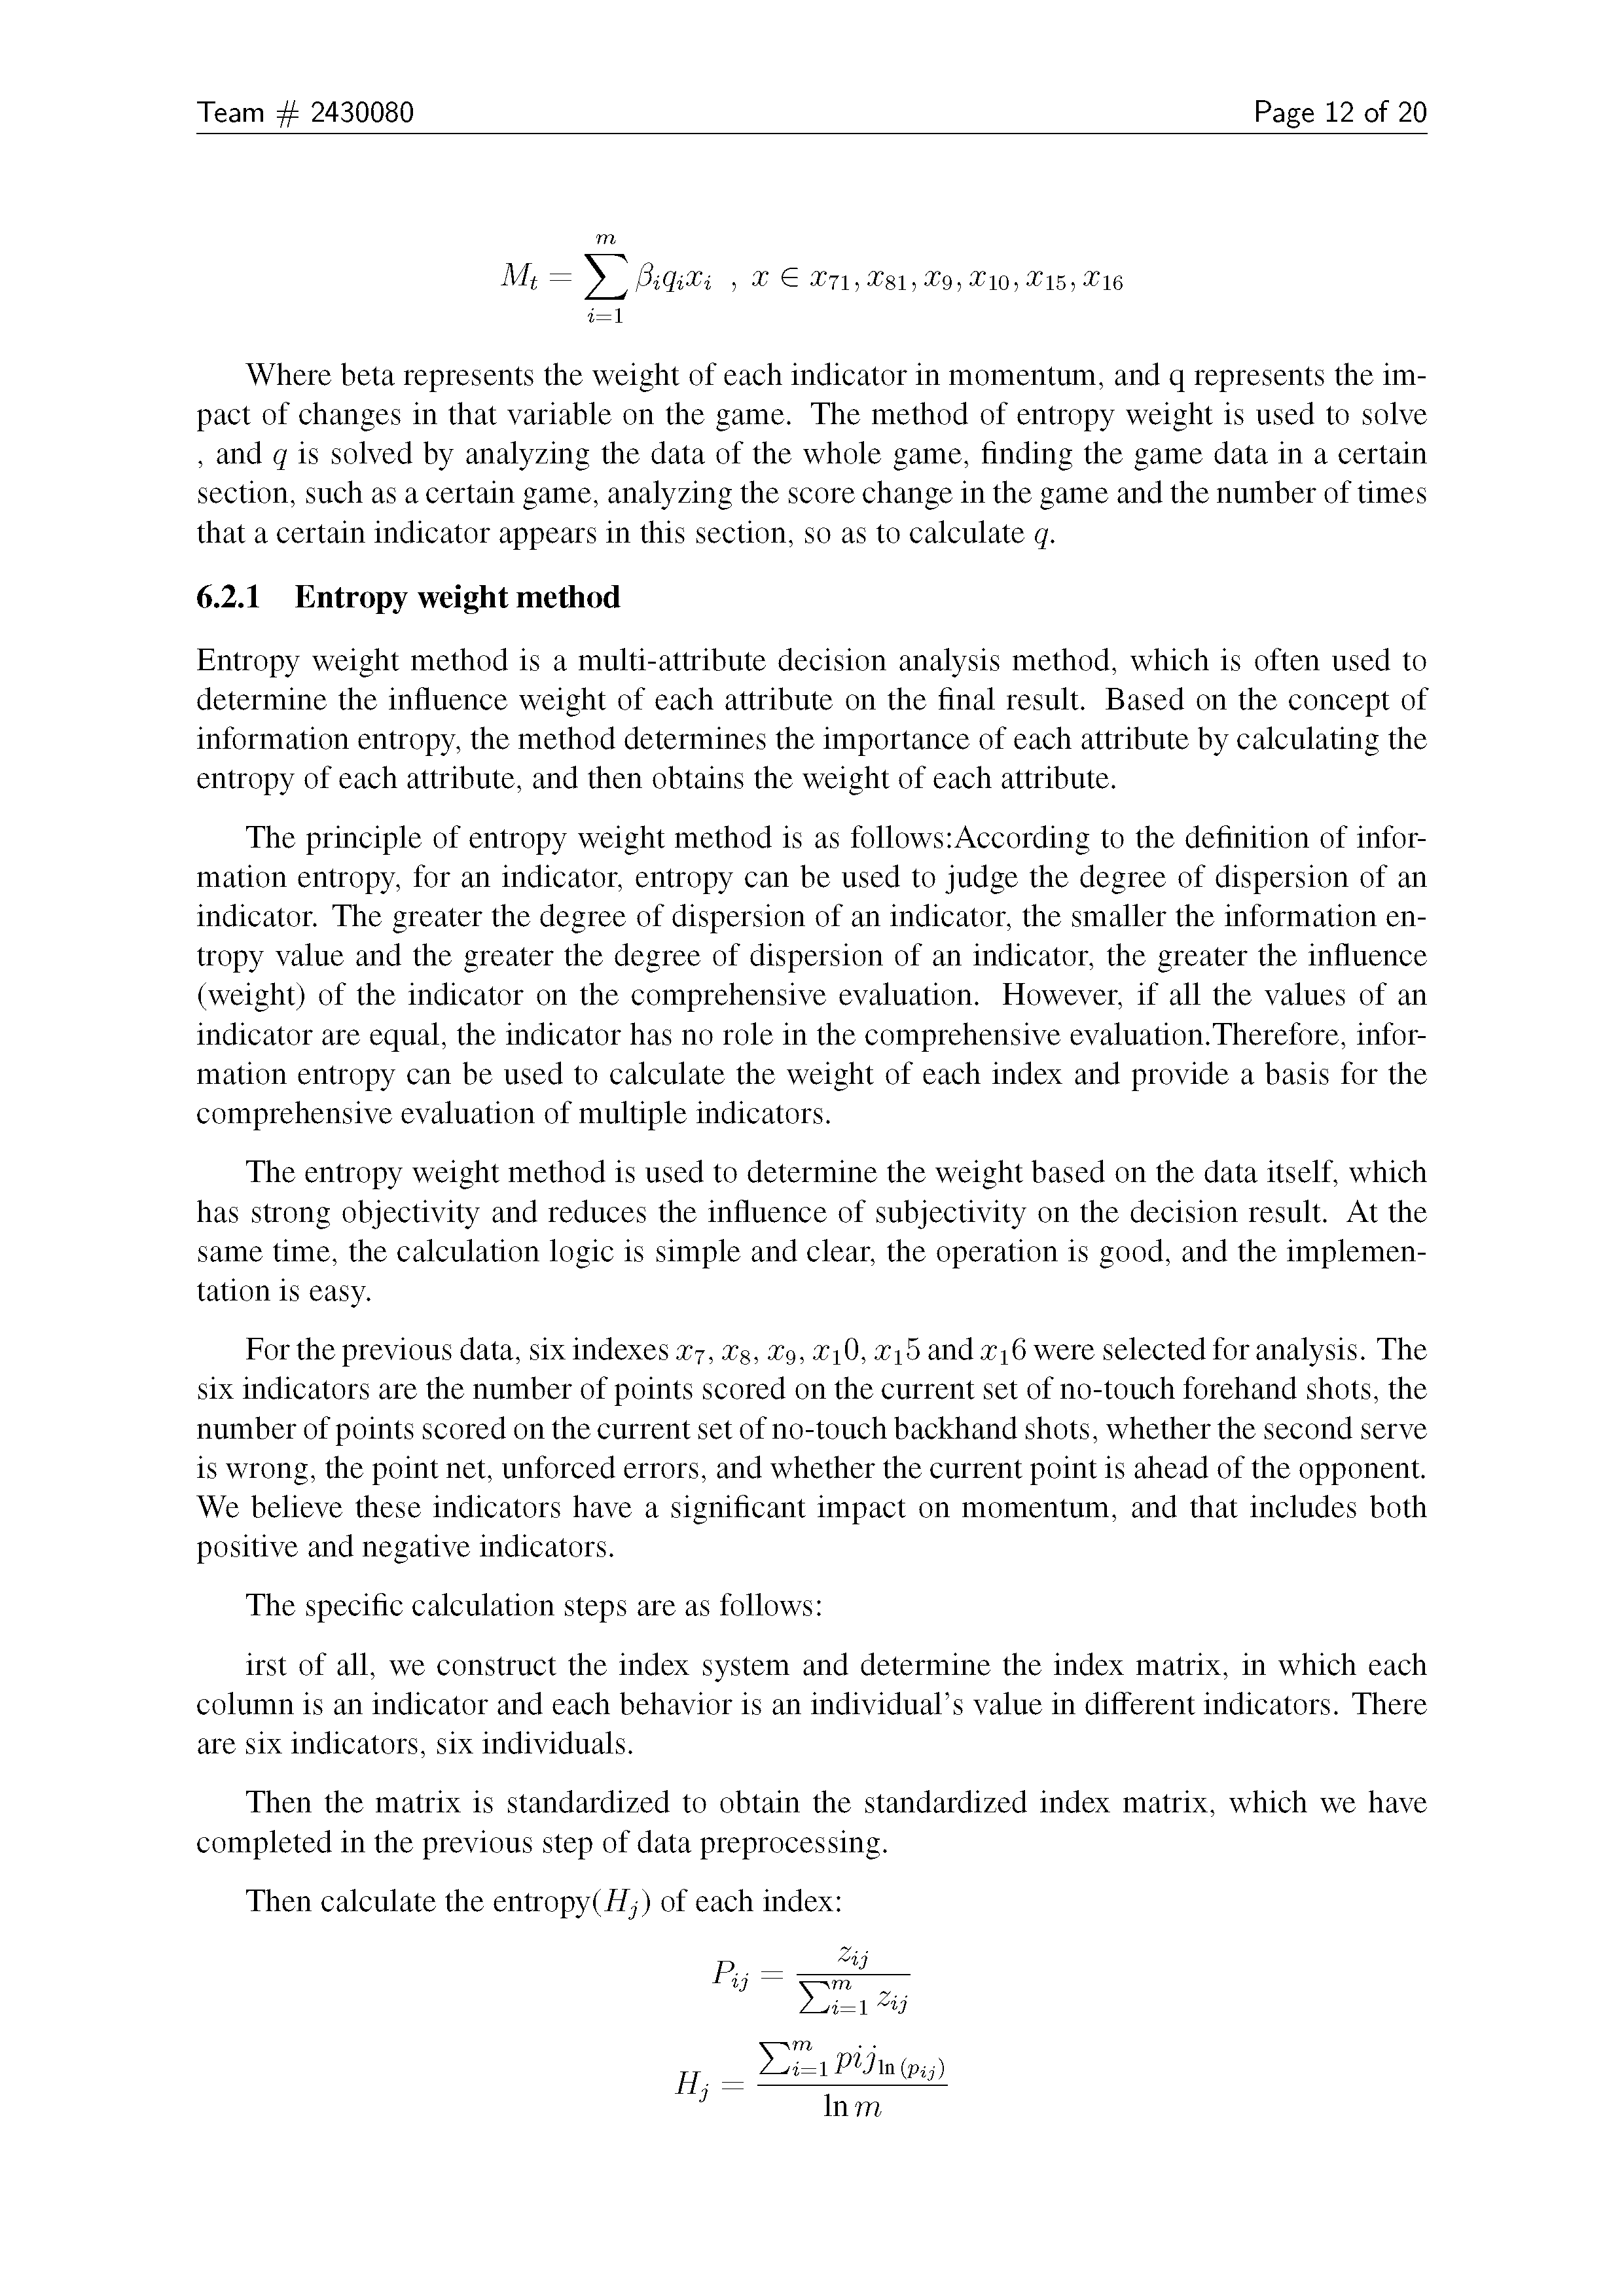 Team # 2430080 Page 12 of 20
M_t = \sum_{i=1}^{m} β_i q_i x_i , x ∈ x_{71}, x_{81}, x_9, x_{10}, x_{15}, x_{16}
Where beta represents the weight of each indicator in momentum, and q represents the im-
pact of changes in that variable on the game. The method of entropy weight is used to solve
, and q is solved by analyzing the data of the whole game, finding the game data in a certain
section, such as a certain game, analyzing the score change in the game and the number of times
that a certain indicator appears in this section, so as to calculate q.
6.2.1 Entropy weight method
Entropy weight method is a multi-attribute decision analysis method, which is often used to
determine the influence weight of each attribute on the final result. Based on the concept of
information entropy, the method determines the importance of each attribute by calculating the
entropy of each attribute, and then obtains the weight of each attribute.
The principle of entropy weight method is as follows:According to the definition of infor-
mation entropy, for an indicator, entropy can be used to judge the degree of dispersion of an
indicator. The greater the degree of dispersion of an indicator, the smaller the information en-
tropy value and the greater the degree of dispersion of an indicator, the greater the influence
(weight) of the indicator on the comprehensive evaluation. However, if all the values of an
indicator are equal, the indicator has no role in the comprehensive evaluation.Therefore, infor-
mation entropy can be used to calculate the weight of each index and provide a basis for the
comprehensive evaluation of multiple indicators.
The entropy weight method is used to determine the weight based on the data itself, which
has strong objectivity and reduces the influence of subjectivity on the decision result. At the
same time, the calculation logic is simple and clear, the operation is good, and the implemen-
tation is easy.
For the previous data, six indexes x_7, x_8, x_9, x_10, x_15 and x_16 were selected for analysis. The
six indicators are the number of points scored on the current set of no-touch forehand shots, the
number of points scored on the current set of no-touch backhand shots, whether the second serve
is wrong, the point net, unforced errors, and whether the current point is ahead of the opponent.
We believe these indicators have a significant impact on momentum, and that includes both
positive and negative indicators.
The specific calculation steps are as follows:
irst of all, we construct the index system and determine the index matrix, in which each
column is an indicator and each behavior is an individual's value in different indicators. There
are six indicators, six individuals.
Then the matrix is standardized to obtain the standardized index matrix, which we have
completed in the previous step of data preprocessing.
Then calculate the entropy(H_j) of each index:
P_{ij} = \frac{z_{ij}}{\sum_{i=1}^{m} z_{ij}}
H_j = \frac{\sum_{i=1}^{m} pij_{\ln(p_{ij})}}{\ln m}